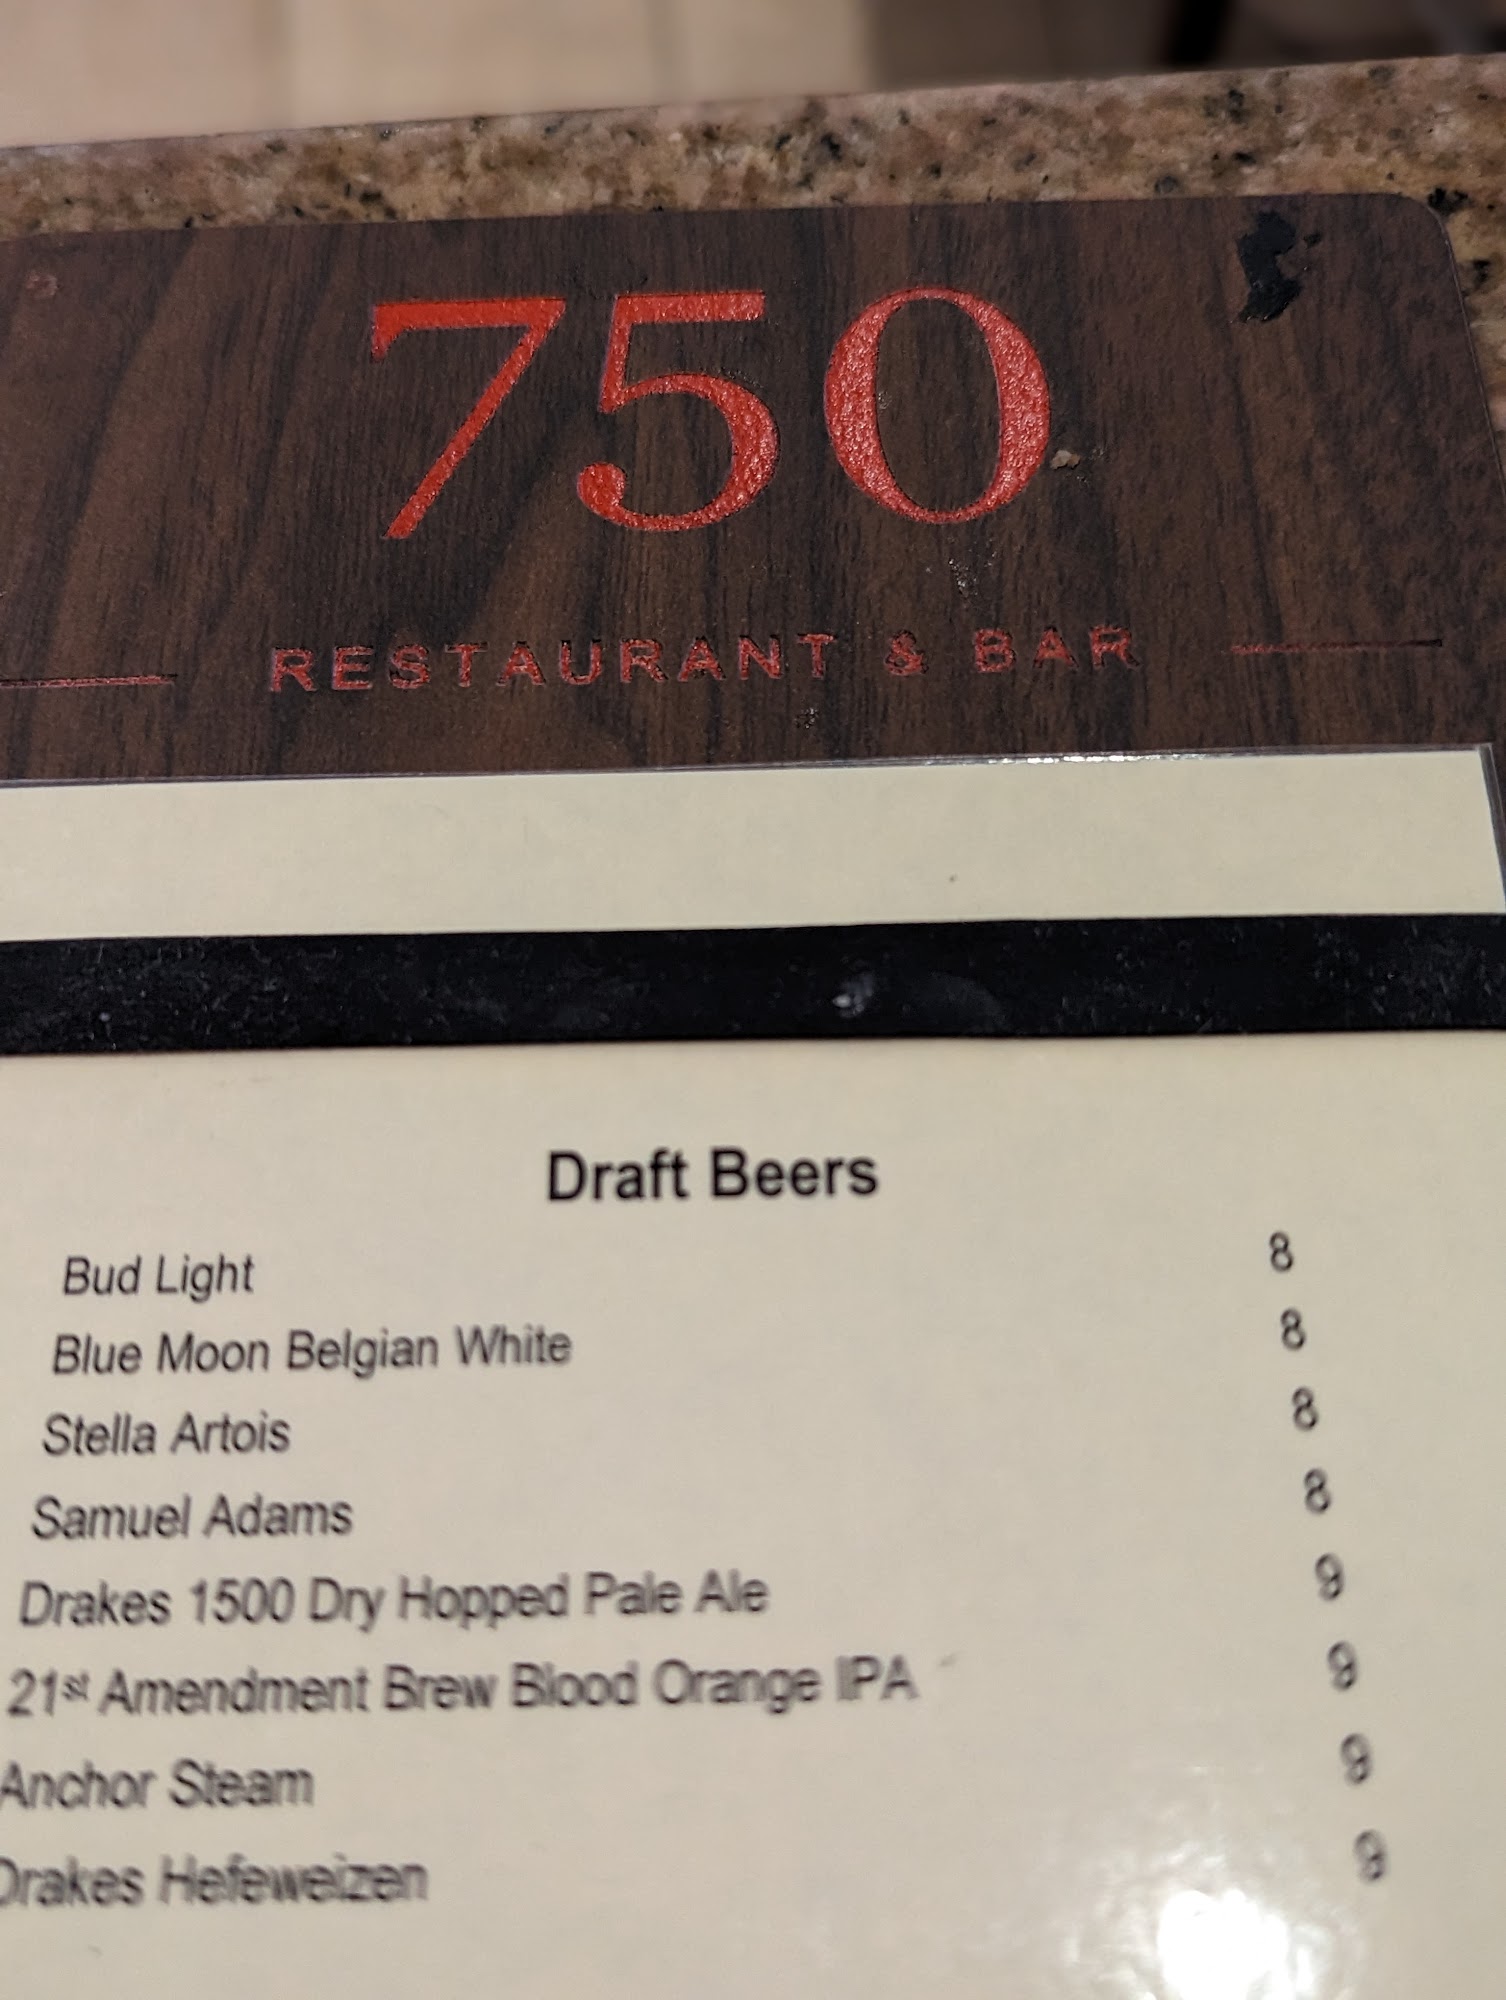 750
RESTAURANT & BAR
Draft Beers
Bud Light 8
Blue Moon Belgian White 8
Stella Artois 8
Samuel Adams 8
Drakes 1500 Dry Hopped Pale Ale 9
21st Amendment Brew Blood Orange IPA 9
Anchor Steam 9
Drakes Hefeweizen 9